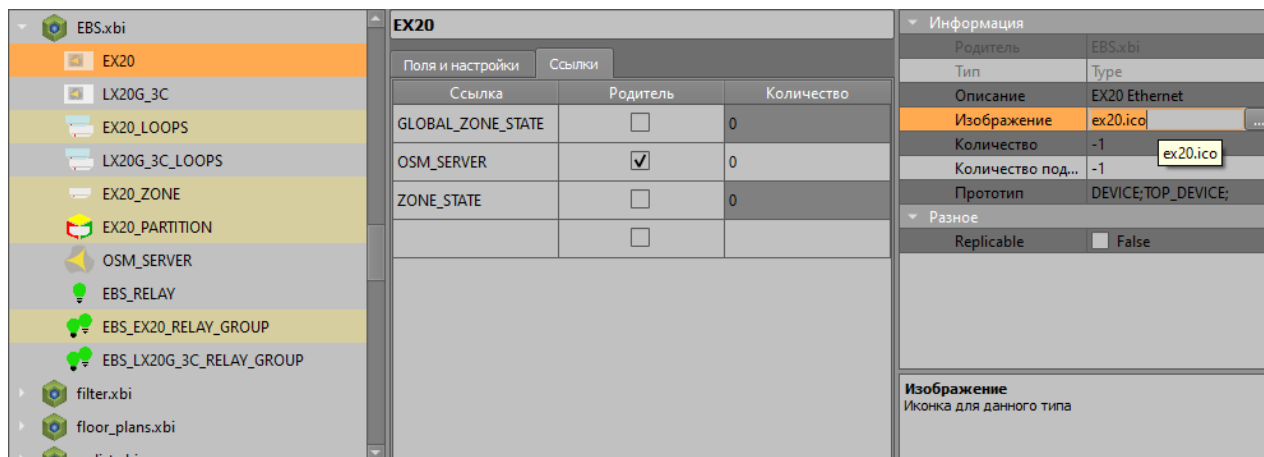 EBS.xbi
EX20
LX20G_3C
EX20_LOOPS
LX20G_3C_LOOPS
EX20_ZONE
EX20_PARTITION
OSM_SERVER
EBS_RELAY
EBS_EX20_RELAY_GROUP
EBS_LX20G_3C_RELAY_GROUP
filter.xbi
floor_plans.xbi
EX20
Поля и настройки Ссылки
Ссылка Родитель Количество
GLOBAL_ZONE_STATE 0
OSM_SERVER 0
ZONE_STATE 0
Информация
Родитель EBS.xbi
Тип Type
Описание EX20 Ethernet
Изображение ex20.ico ...
Количество -1
ex20.ico
Количество под... -1
Прототип DEVICE;TOP_DEVICE;
Разное
Replicable False
Изображение
Иконка для данного типа